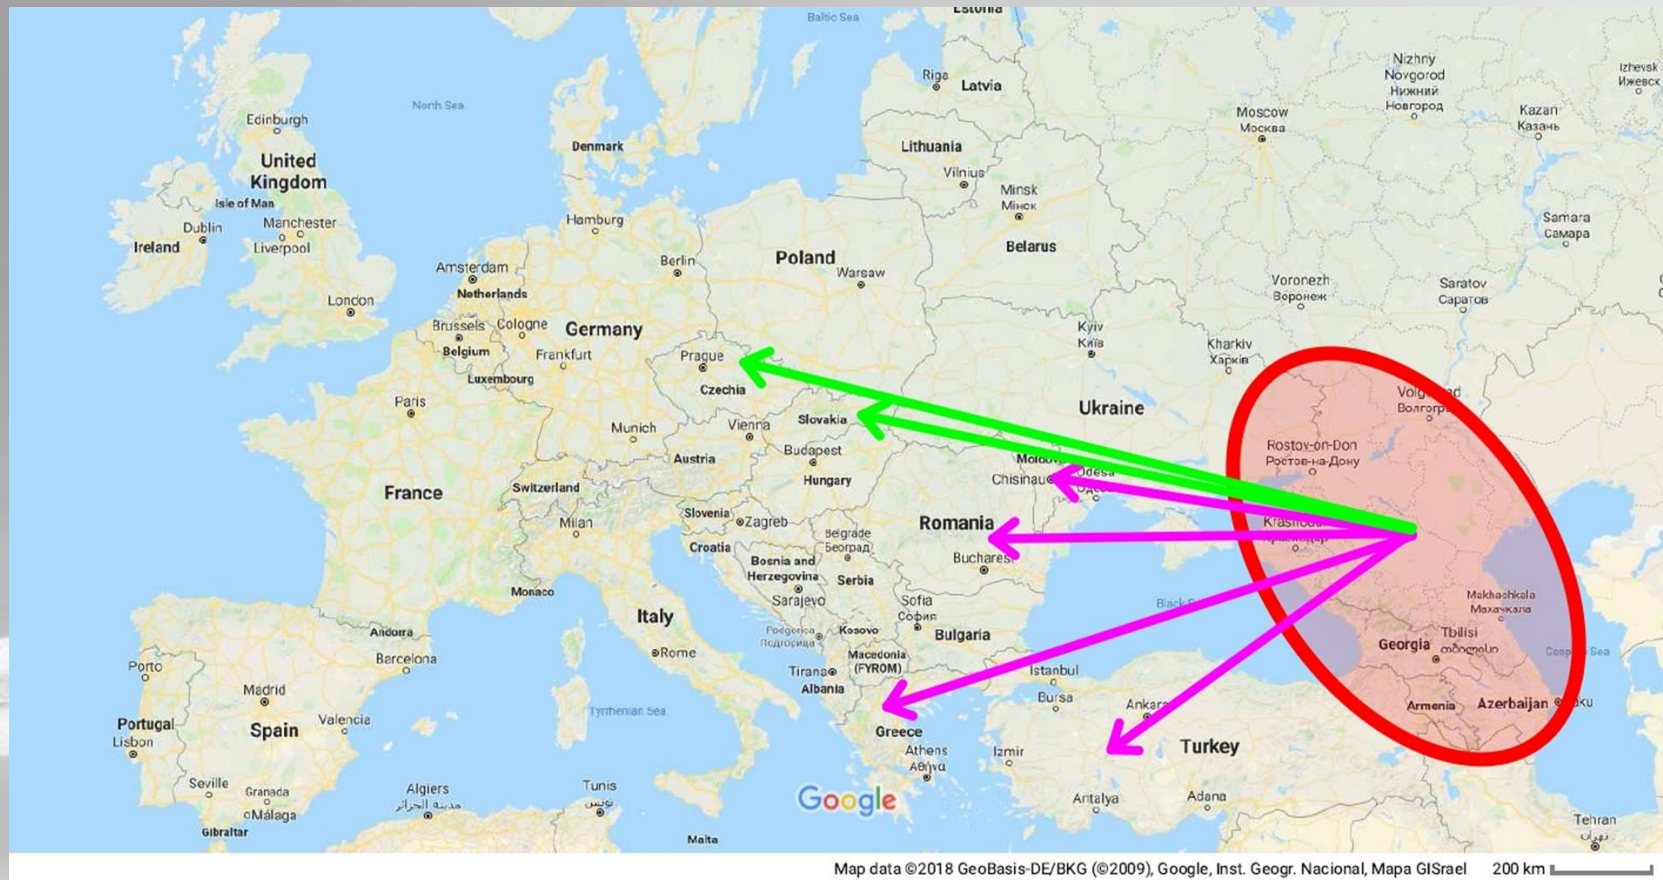 Estonia
Baltic Sea
Riga
Latvia
Nizhny
Novgorod
Нижний
Новгород
Izhevsk
Ижевск
North Sea
Edinburgh
Moscow
Москва
Kazan
Казань
Denmark
Lithuania
United
Kingdom
Vilnius
Minsk
Мінск
Isle of Man
Dublin
Manchester
Hamburg
Samara
Самара
Ireland
Liverpool
Belarus
Poland
Berlin
Amsterdam
Warsaw
Netherlands
Voronezh
Воронеж
Saratov
Саратов
London
Brussels
Cologne
Germany
Kyiv
Київ
Kharkiv
Харків
Belgium
Frankfurt
Prague
Luxembourg
Czechia
Paris
Ukraine
Slovakia
Munich
Vienna
Rostov-on-Don
Ростов-на-Дону
Budapest
Austria
Chisinau
Odesa
Hungary
Switzerland
France
Slovenia
Zagreb
Milan
Romania
Belgrade
Београд
Croatia
Bosnia and
Herzegovina
Serbia
Monaco
Sarajevo
Sofia
София
Makhachkala
Махачкала
Italy
Andorra
Kosovo
Podgorica
Подгорица
Bulgaria
Georgia
Tbilisi
თბილისი
Porto
Barcelona
Rome
Macedonia
(FYROM)
Tirana
Istanbul
Albania
Madrid
Bursa
Armenia
Azerbaijan
Portugal
Spain
Valencia
Tyrrhenian Sea
Greece
Lisbon
Athens
Αθήνα
Izmir
Turkey
Seville
Granada
Málaga
Algiers
مدينة الجزائر
Tunis
تونس
Google
Antalya
Adana
Gibraltar
Malta
Tehran
تهران
Map data ©2018 GeoBasis-DE/BKG (©2009), Google, Inst. Geogr. Nacional, Mapa GISrael 200 km